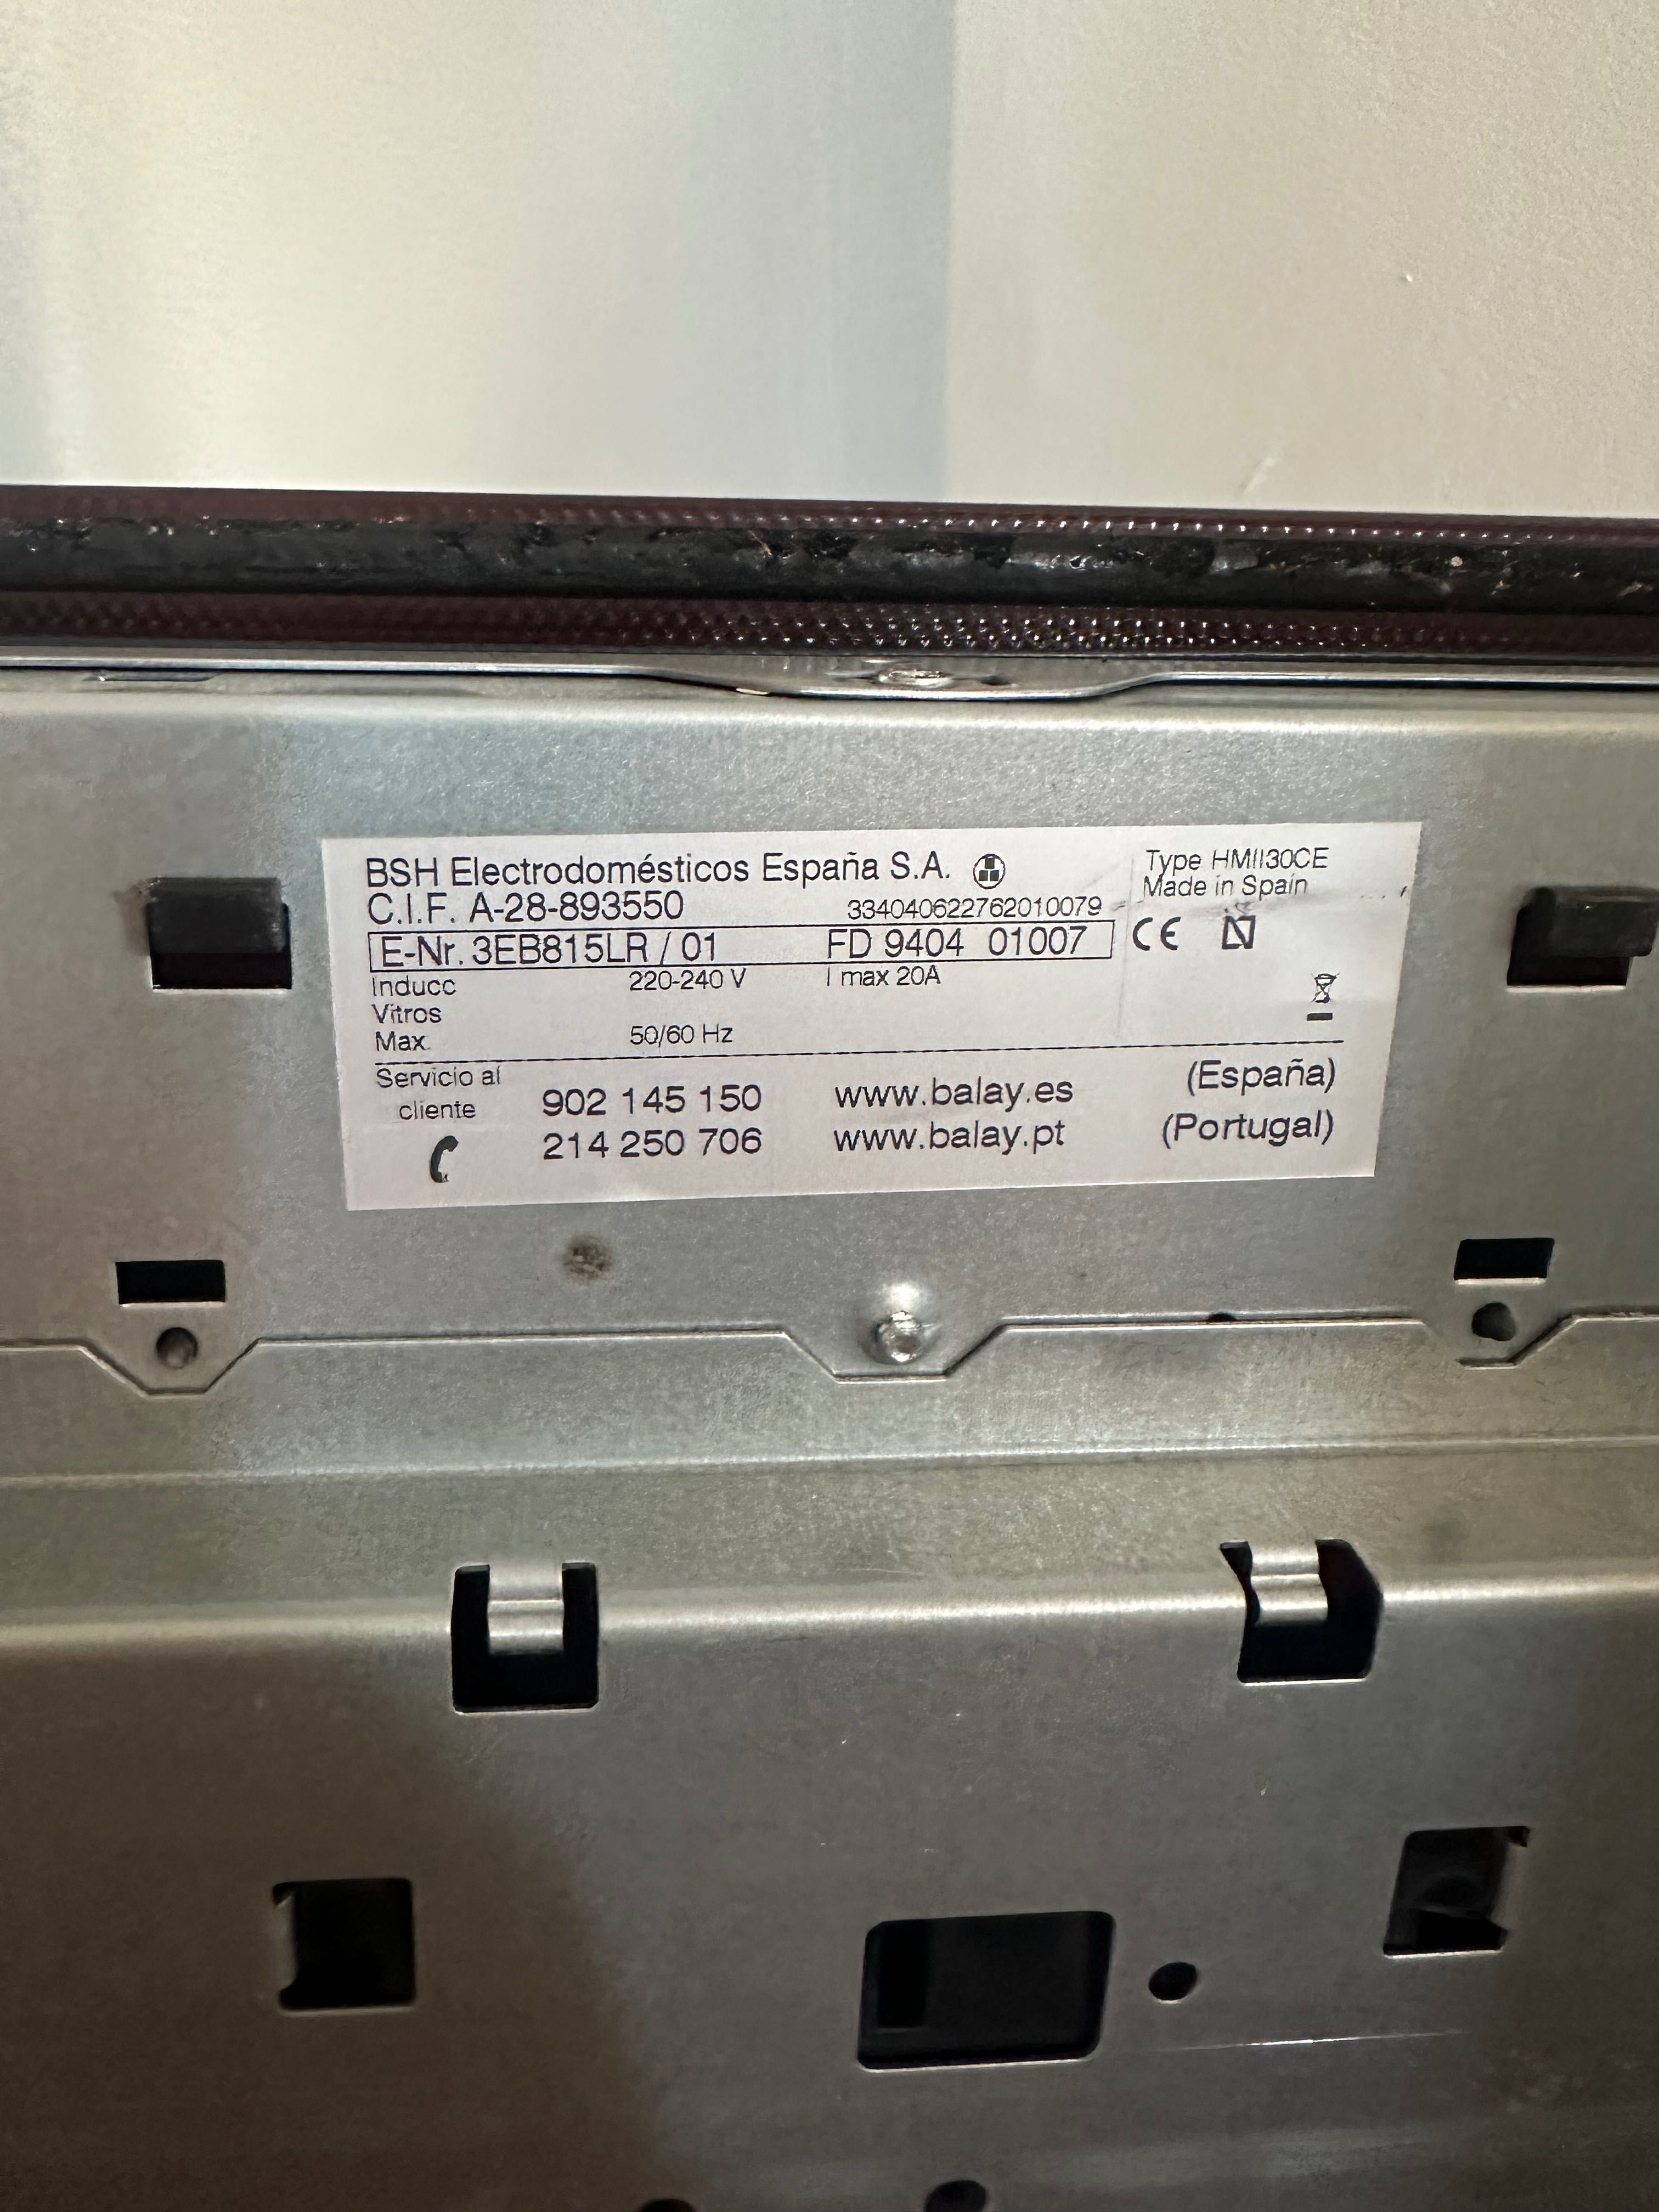 BSH Electrodomésticos España S.A.
Type HMII30CE
C.I.F. A-28-893550
334040622762010079
Made in Spain
E-Nr. 3EB815LR / 01 FD 9404 01007
CE N
Inducc 220-240 V I max 20A
Vitros
Max. 50/60 Hz
Servicio al
cliente
902 145 150 www.balay.es (España)
214 250 706 www.balay.pt (Portugal)